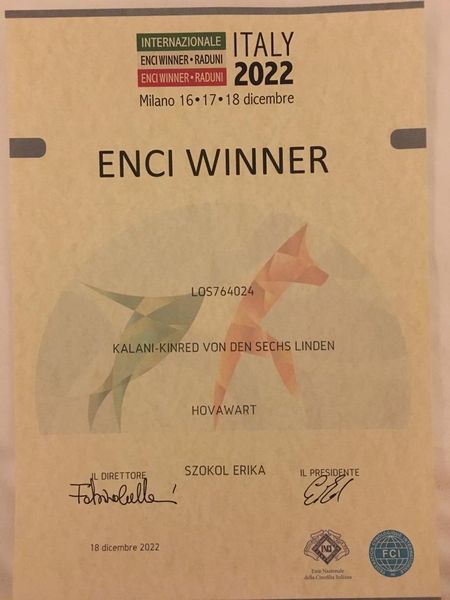 INTERNAZIONALE
ENCI WINNER • RADUNI
ENCI WINNER • RADUNI
ITALY
2022
Milano 16 • 17 • 18 dicembre
ENCI WINNER
LOS764024
KALANI-KINRED VON DEN SECHS LINDEN
HOVAWART
IL DIRETTORE
SZOKOL ERIKA
IL PRESIDENTE
18 dicembre 2022
Ente Nazionale
della Cinofilia Italiana
FCI